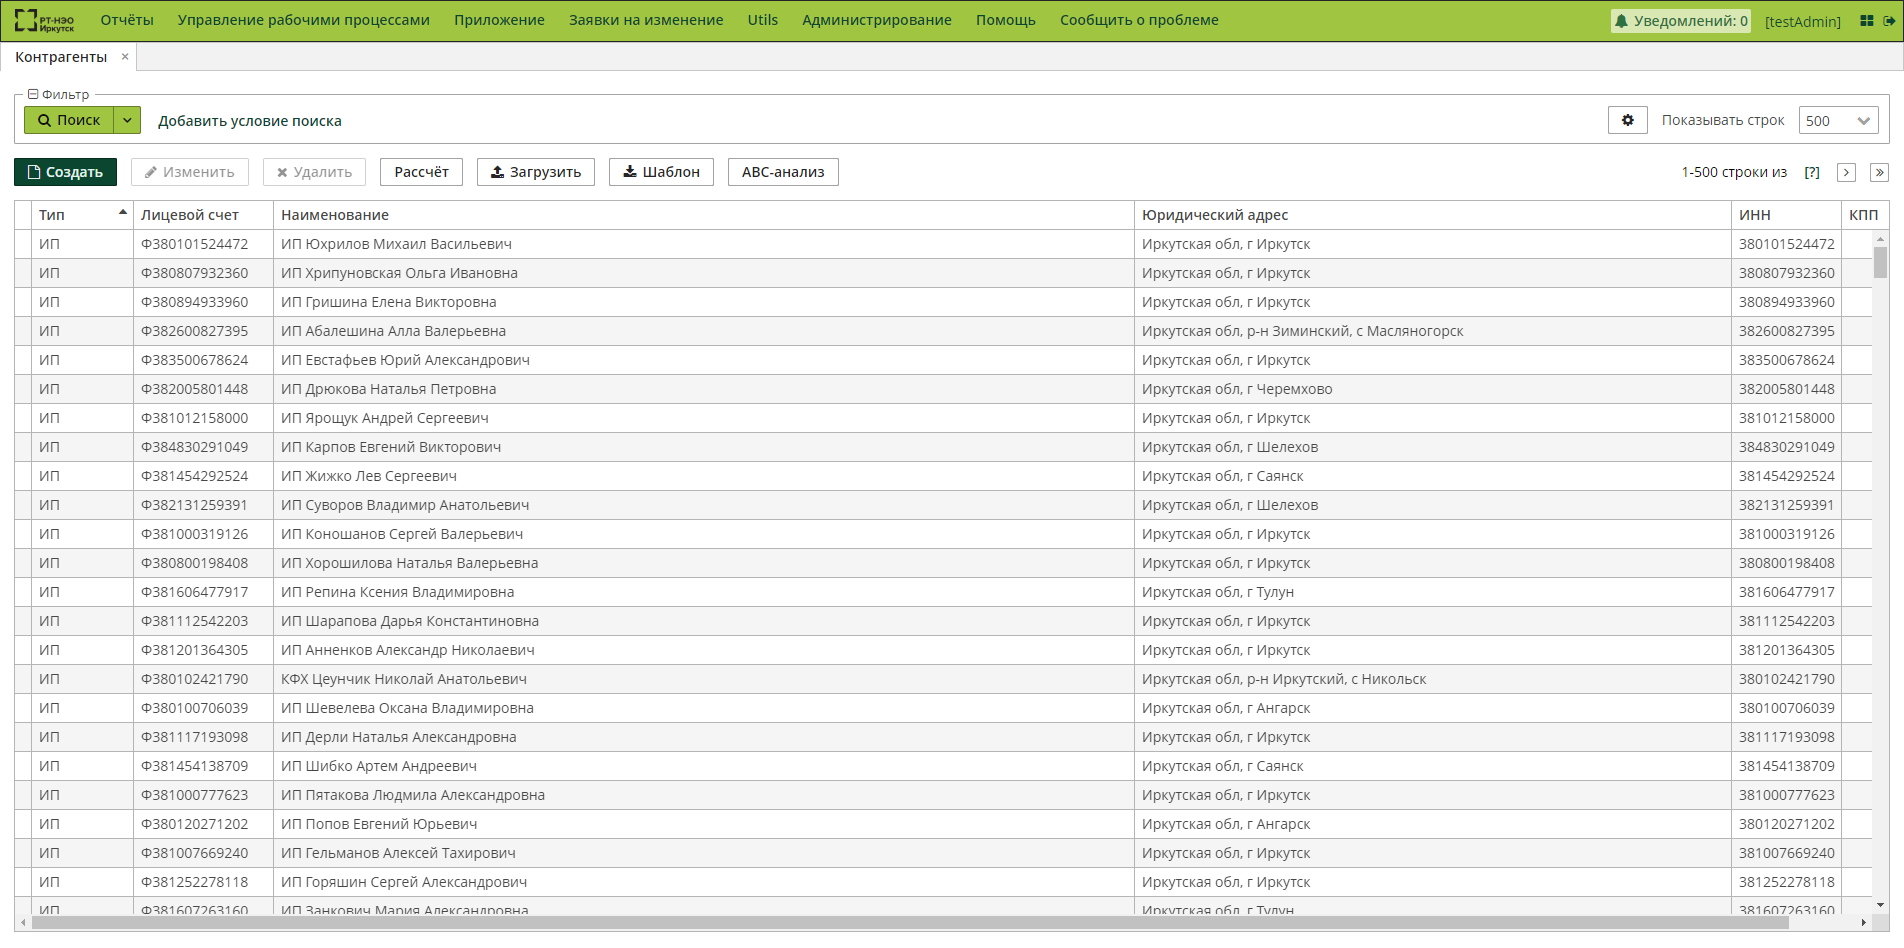 РТ-НЭО Иркутск Отчёты Управление рабочими процессами Приложение Заявки на изменение Utils Администрирование Помощь Сообщить о проблеме Уведомлений: 0 [testAdmin]
Контрагенты ×
Фильтр
Поиск Добавить условие поиска Показывать строк 500
Создать Изменить Удалить Рассчёт Загрузить Шаблон ABC-анализ 1-500 строки из [?]
Тип Лицевой счет Наименование Юридический адрес ИНН КПП
ИП Ф380101524472 ИП Юхрилов Михаил Васильевич Иркутская обл, г Иркутск 380101524472
ИП Ф380807932360 ИП Хрипуновская Ольга Ивановна Иркутская обл, г Иркутск 380807932360
ИП Ф380894933960 ИП Гришина Елена Викторовна Иркутская обл, г Иркутск 380894933960
ИП Ф382600827395 ИП Абалешина Алла Валерьевна Иркутская обл, р-н Зиминский, с Масляногорск 382600827395
ИП Ф383500678624 ИП Евстафьев Юрий Александрович Иркутская обл, г Иркутск 383500678624
ИП Ф382005801448 ИП Дрюкова Наталья Петровна Иркутская обл, г Черемхово 382005801448
ИП Ф381012158000 ИП Ярощук Андрей Сергеевич Иркутская обл, г Иркутск 381012158000
ИП Ф384830291049 ИП Карпов Евгений Викторович Иркутская обл, г Шелехов 384830291049
ИП Ф381454292524 ИП Жижко Лев Сергеевич Иркутская обл, г Саянск 381454292524
ИП Ф382131259391 ИП Суворов Владимир Анатольевич Иркутская обл, г Шелехов 382131259391
ИП Ф381000319126 ИП Коношанов Сергей Валерьевич Иркутская обл, г Иркутск 381000319126
ИП Ф380800198408 ИП Хорошилова Наталья Валерьевна Иркутская обл, г Иркутск 380800198408
ИП Ф381606477917 ИП Репина Ксения Владимировна Иркутская обл, г Тулун 381606477917
ИП Ф381112542203 ИП Шарапова Дарья Константиновна Иркутская обл, г Иркутск 381112542203
ИП Ф381201364305 ИП Анненков Александр Николаевич Иркутская обл, г Иркутск 381201364305
ИП Ф380102421790 КФХ Цеунчик Николай Анатольевич Иркутская обл, р-н Иркутский, с Никольск 380102421790
ИП Ф380100706039 ИП Шевелева Оксана Владимировна Иркутская обл, г Ангарск 380100706039
ИП Ф381117193098 ИП Дерли Наталья Александровна Иркутская обл, г Иркутск 381117193098
ИП Ф381454138709 ИП Шибко Артем Андреевич Иркутская обл, г Саянск 381454138709
ИП Ф381000777623 ИП Пятакова Людмила Александровна Иркутская обл, г Иркутск 381000777623
ИП Ф380120271202 ИП Попов Евгений Юрьевич Иркутская обл, г Ангарск 380120271202
ИП Ф381007669240 ИП Гельманов Алексей Тахирович Иркутская обл, г Иркутск 381007669240
ИП Ф381252278118 ИП Горяшин Сергей Александрович Иркутская обл, г Иркутск 381252278118
ИП Ф381607263160 ИП Занкович Мария Александровна Иркутская обл, г Тулун 381607263160